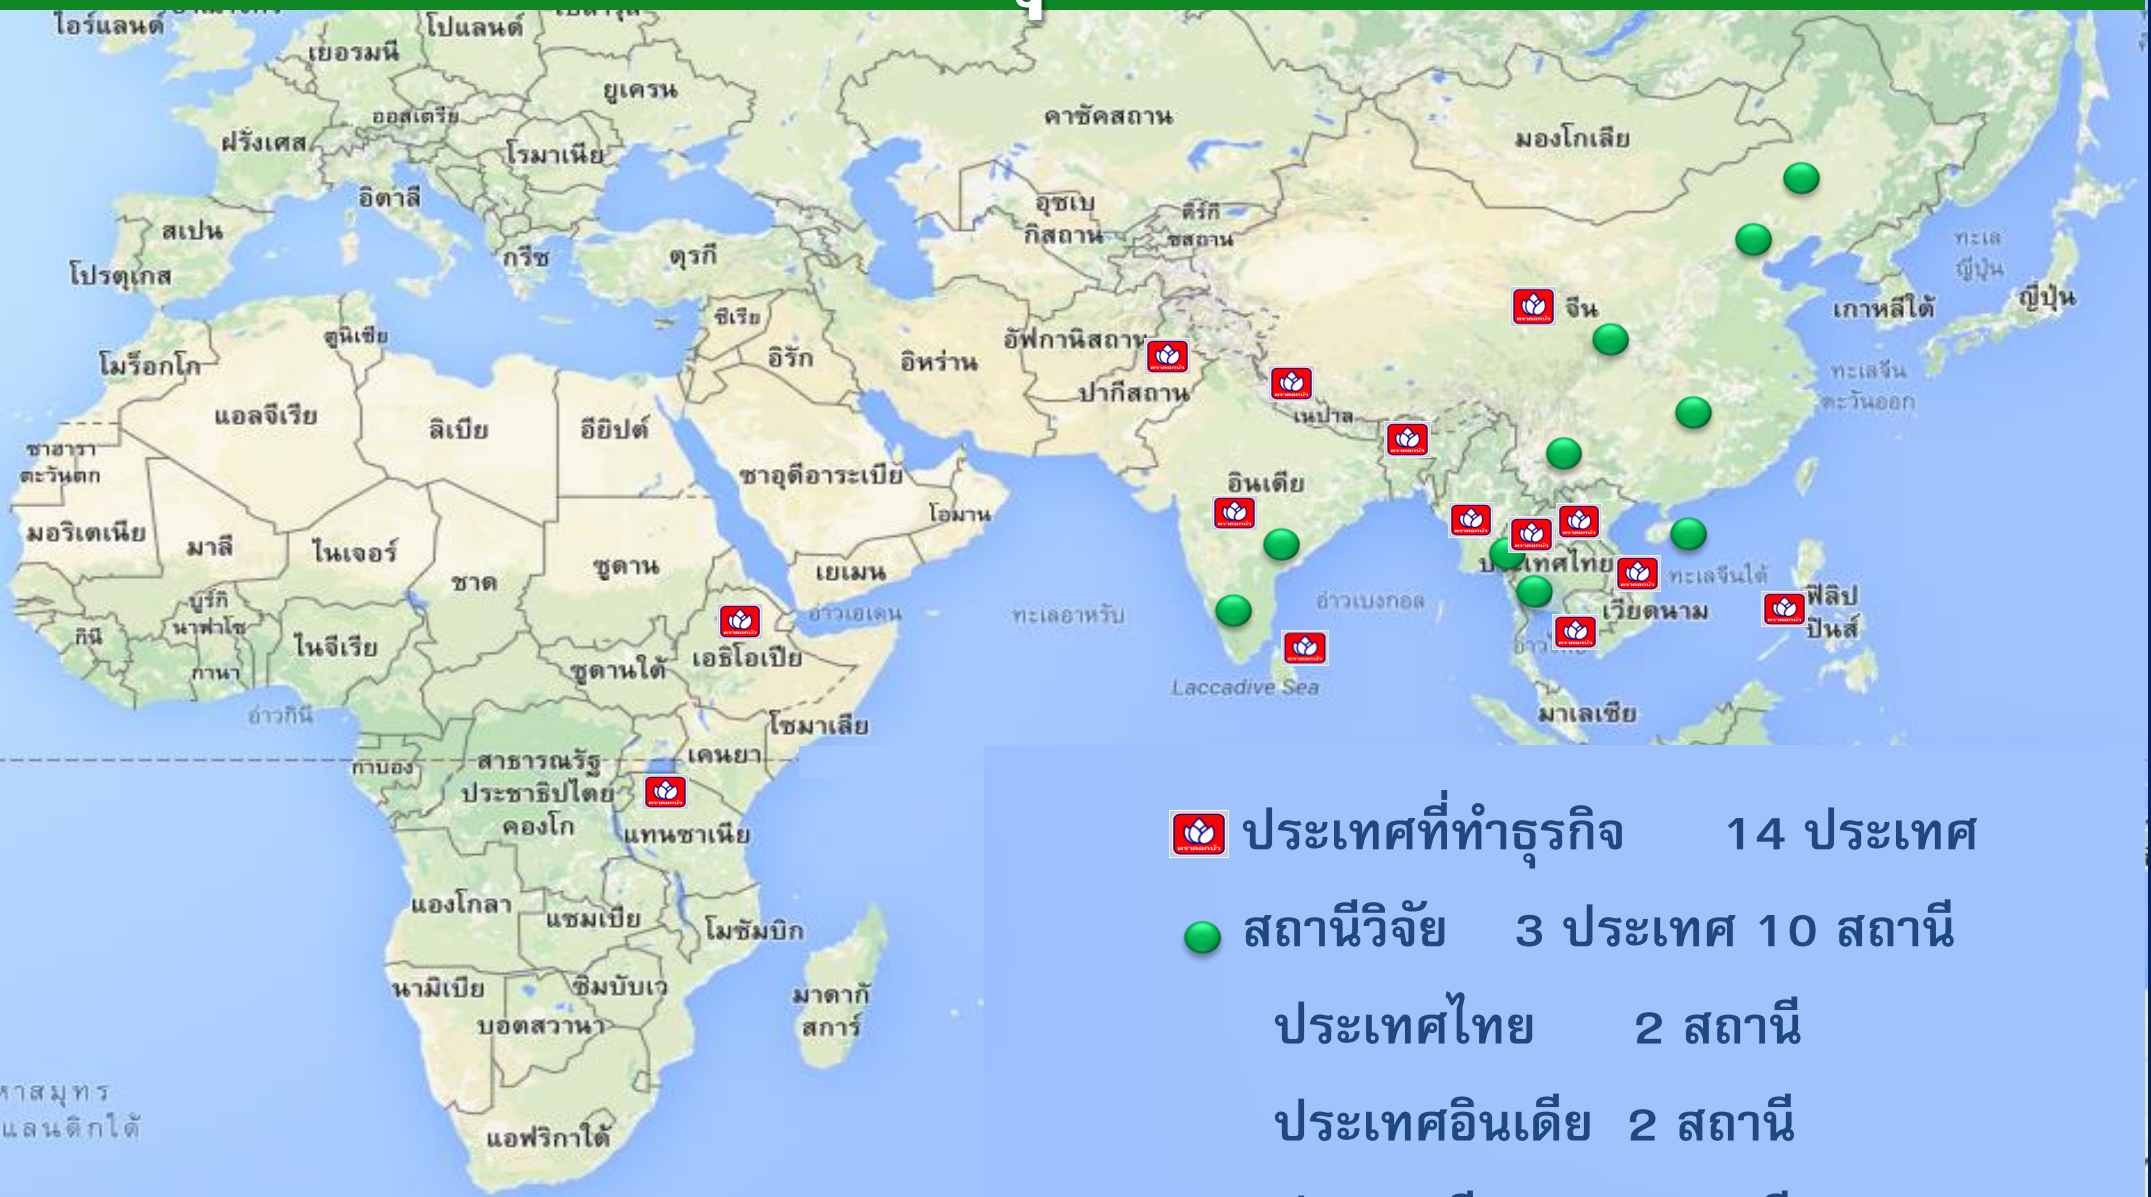 ไอร์แลนด์
โปแลนด์
เยอรมนี
ยูเครน
คาซัคสถาน
ออสเตรีย
มองโกเลีย
ฝรั่งเศส
โรมาเนีย
อิตาลี
อุซเบ
กิสถาน
คีร์กี
ซสถาน
สเปน
กรีซ
ตุรกี
ทะเล
ญี่ปุ่น
โปรตุเกส
ซีเรีย
จีน
เกาหลีใต้
ญี่ปุ่น
ตูนิเซีย
อัฟกานิสถาน
โมร็อกโก
อิรัก
อิหร่าน
ปากีสถาน
ทะเลจีน
ตะวันออก
แอลจีเรีย
ลิเบีย
อียิปต์
เนปาล
ซาฮารา
ตะวันตก
ซาอุดีอาระเบีย
อินเดีย
โอมาน
มอริเตเนีย
มาลี
ไนเจอร์
ชาด
ซูดาน
เยเมน
ทะเลจีนใต้
บูร์กิ
นาฟาโซ
อ่าวเอเดน
ทะเลอาหรับ
อ่าวเบงกอล
เวียดนาม
ฟิลิป
ปินส์
กินี
ไนจีเรีย
กานา
ซูดานใต้
เอธิโอเปีย
Laccadive Sea
อ่าวกินี
โซมาเลีย
มาเลเซีย
กาบอง
สาธารณรัฐ
ประชาธิปไตย
คองโก
เคนยา
แทนซาเนีย
แองโกลา
แซมเบีย
โมซัมบิก
นามิเบีย
ซิมบับเว
บอตสวานา
มาดากั
สการ์
แอฟริกาใต้
ประเทศที่ทำธุรกิจ 14 ประเทศ
สถานีวิจัย 3 ประเทศ 10 สถานี
ประเทศไทย 2 สถานี
ประเทศอินเดีย 2 สถานี